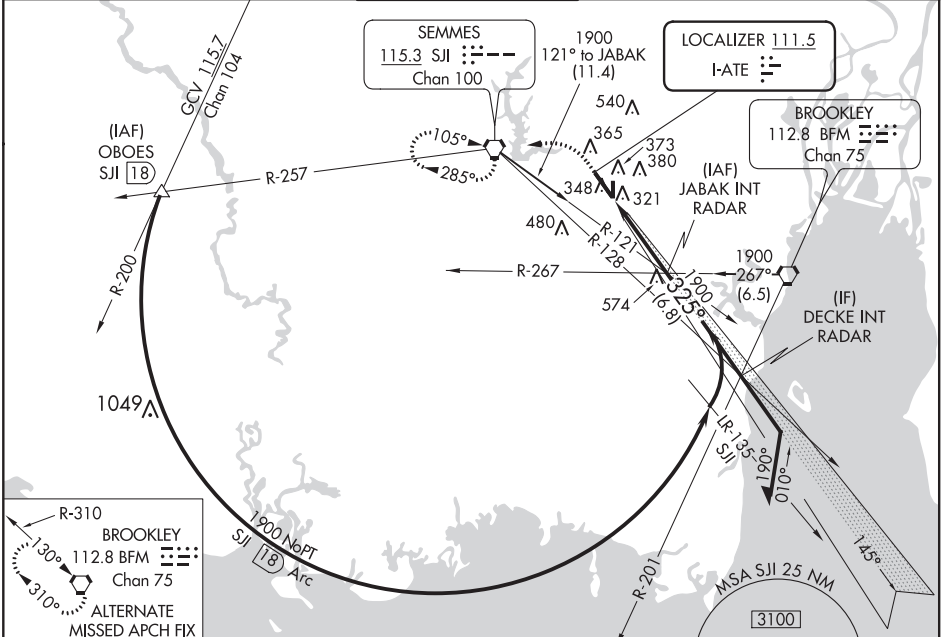 SEMMES
115.3 SJI
Chan 100
1900
121° to JABAK
(11.4)
LOCALIZER 111.5
I-ATE
BROOKLEY
112.8 BFM
Chan 75
GCV 115.7
Chan 104
(IAF)
OBOES
SJI 18
R-257
R-200
105°
285°
540
365
373
380
348
321
480
(IAF)
JABAK INT
RADAR
R-121
R-128
(6.8)
R-267
574
1900
325°
1900
267°
(6.5)
(IF)
DECKE INT
RADAR
1049
LR-135
SJI
190°
010°
145°
R-201
1900 NoPT
SJI 18 Arc
MSA SJI 25 NM
3100
R-310
130°
310°
BROOKLEY
112.8 BFM
Chan 75
ALTERNATE
MISSED APCH FIX